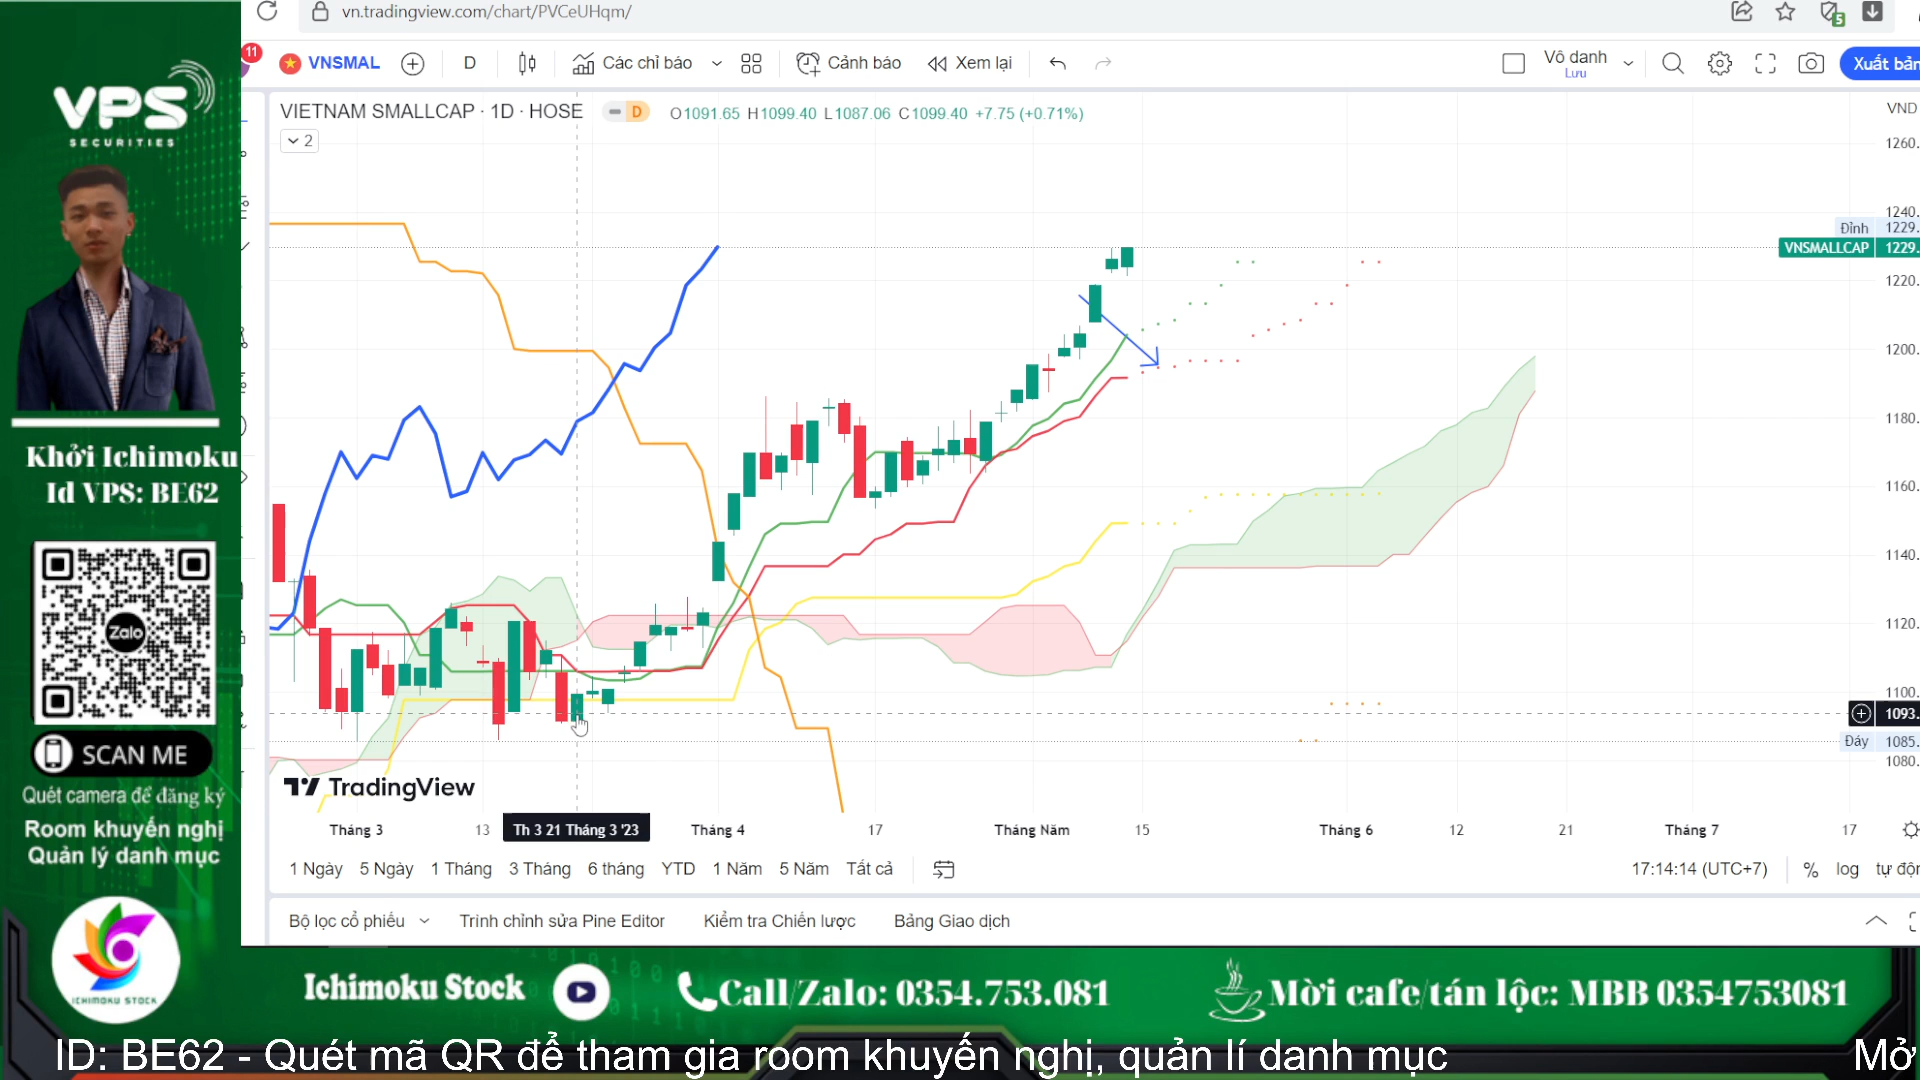 vn.tradingview.com/chart/PVCeUHqm/
5
11
VNSMAL
D
Các chỉ báo
Cảnh báo
Xem lại
Vô danh
Lưu
Xuất bản
VIETNAM SMALLCAP · 1D · HOSE
D
O1091.65 H1099.40 L1087.06 C1099.40 +7.75 (+0.71%)
2
VND
1260.
1240.
Đỉnh 1229.
VNSMALLCAP 1229.
1220.
1200.
1180.
1160.
1140.
1120.
1100.
1093.
Đáy 1085.
1080.
TradingView
Tháng 3
13
Th 3 21 Tháng 3 '23
Tháng 4
17
Tháng Năm
15
Tháng 6
12
21
Tháng 7
17
1 Ngày
5 Ngày
1 Tháng
3 Tháng
6 tháng
YTD
1 Năm
5 Năm
Tất cả
17:14:14 (UTC+7)
%
log
tự độn
Bộ lọc cổ phiếu
Trình chỉnh sửa Pine Editor
Kiểm tra Chiến lược
Bảng Giao dịch
VPS
SECURITIES
Khởi Ichimoku
Id VPS: BE62
Zalo
SCAN ME
Quét camera để đăng ký
Room khuyến nghị
Quản lý danh mục
ICHIMOKU STOCK
Ichimoku Stock
Call/Zalo: 0354.753.081
Mời cafe/tán lộc: MBB 0354753081
ID: BE62 - Quét mã QR để tham gia room khuyến nghị, quản lí danh mục
Mở